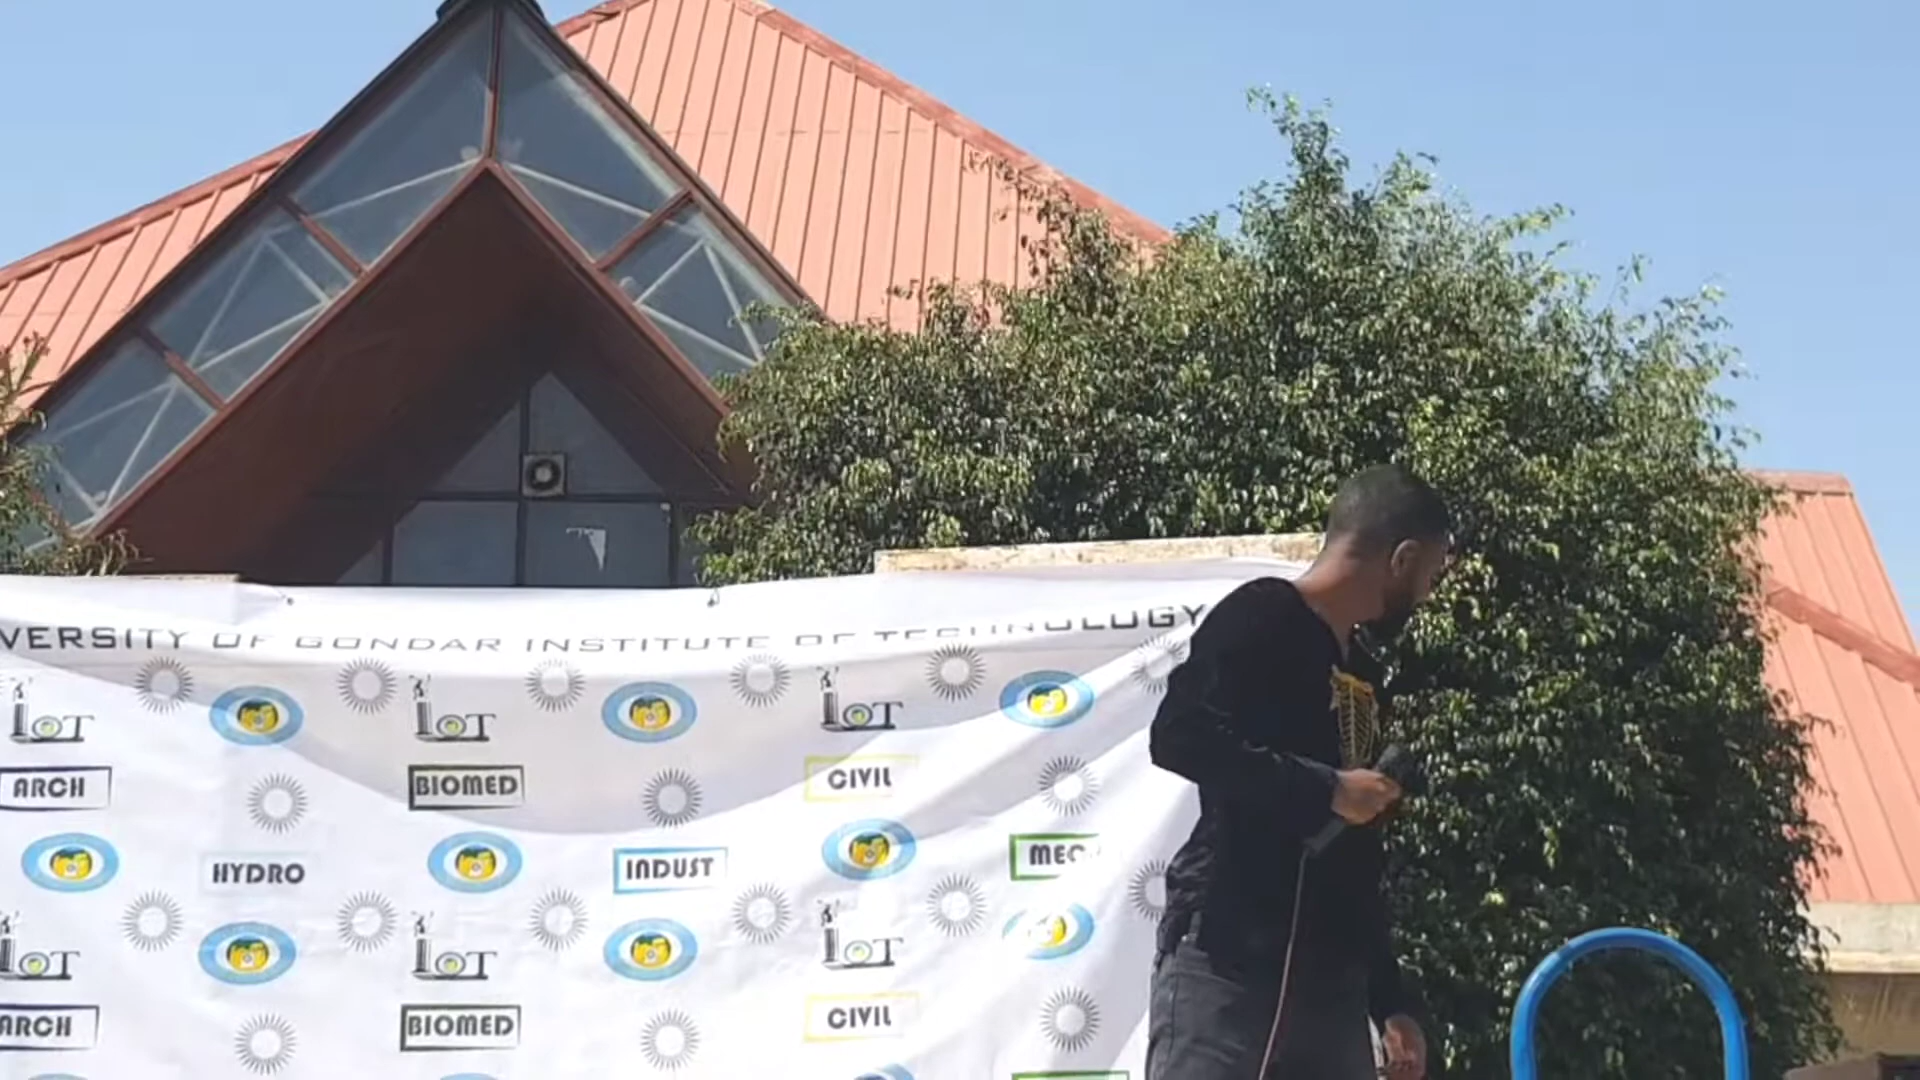 VERSITY OF GONDAR INSTITUTE OF TECHNOLOGY
IOT IOT IOT
ARCH BIOMED CIVIL
HYDRO INDUST MEC
IOT IOT IOT
ARCH BIOMED CIVIL